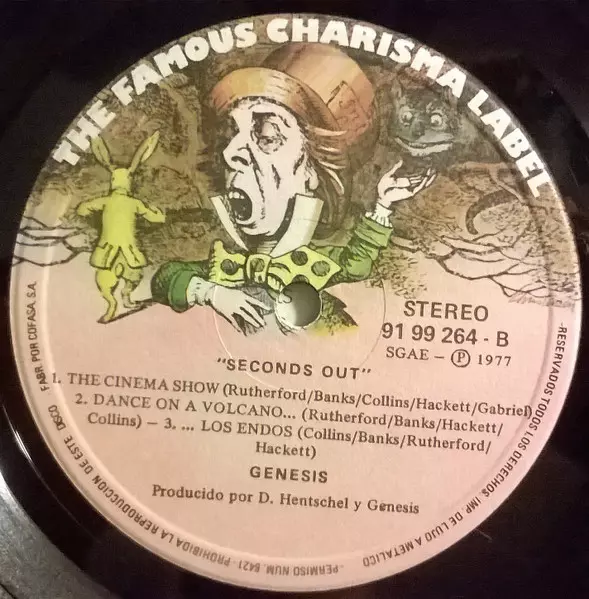 THE FAMOUS CHARISMA LABEL
STEREO
91 99 264 - B
SGAE - Ⓟ 1977
"SECONDS OUT"
1. THE CINEMA SHOW (Rutherford/Banks/Collins/Hackett/Gabriel)
2. DANCE ON A VOLCANO... (Rutherford/Banks/Hackett/
Collins) - 3. ... LOS ENDOS (Collins/Banks/Rutherford/
Hackett)
GENESIS
Producido por D. Hentschel y Genesis
-RESERVADOS TODOS LOS DERECHOS. IMP. DE LUJO A METALICO
-PERMISO NUM. 6421-PROHIBIDA LA REPRODUCCION DE ESTE DISCO FABR. POR COFASA, S.A.